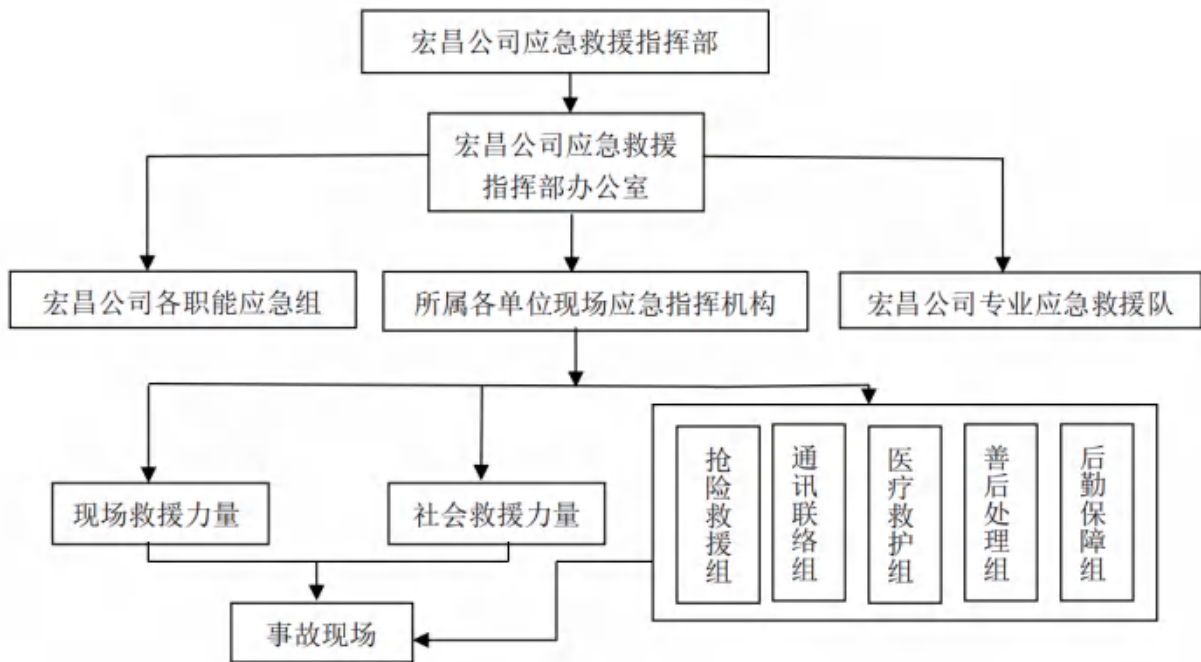 宏昌公司应急救援指挥部
宏昌公司应急救援
指挥部办公室
宏昌公司各职能应急组
所属各单位现场应急指挥机构
宏昌公司专业应急救援队
现场救援力量
社会救援力量
抢险救援组
通讯联络组
医疗救护组
善后处理组
后勤保障组
事故现场